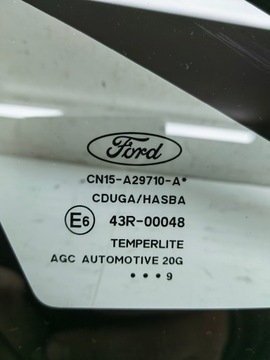 Ford
CN15-A29710-A*
CDUGA/HASBA
E6 43R-00048
TEMPERLITE
AGC AUTOMOTIVE 20G
•••9